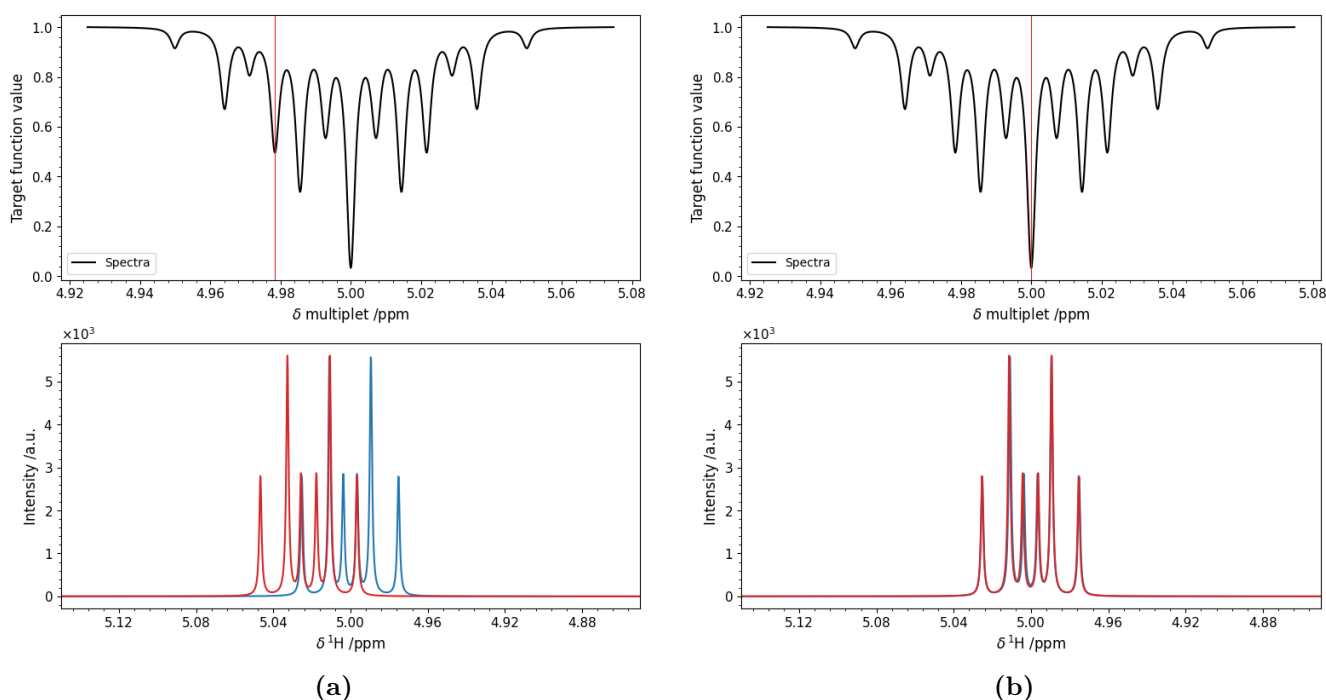 1.0
0.8
0.6
0.4
0.2
0.0
Target function value
Spectra
4.92 4.94 4.96 4.98 5.00 5.02 5.04 5.06 5.08
δ multiplet /ppm
×10³
5
4
3
2
1
0
Intensity /a.u.
5.12 5.08 5.04 5.00 4.96 4.92 4.88
δ ¹H /ppm
(a)
1.0
0.8
0.6
0.4
0.2
0.0
Target function value
Spectra
4.92 4.94 4.96 4.98 5.00 5.02 5.04 5.06 5.08
δ multiplet /ppm
×10³
5
4
3
2
1
0
Intensity /a.u.
5.12 5.08 5.04 5.00 4.96 4.92 4.88
δ ¹H /ppm
(b)